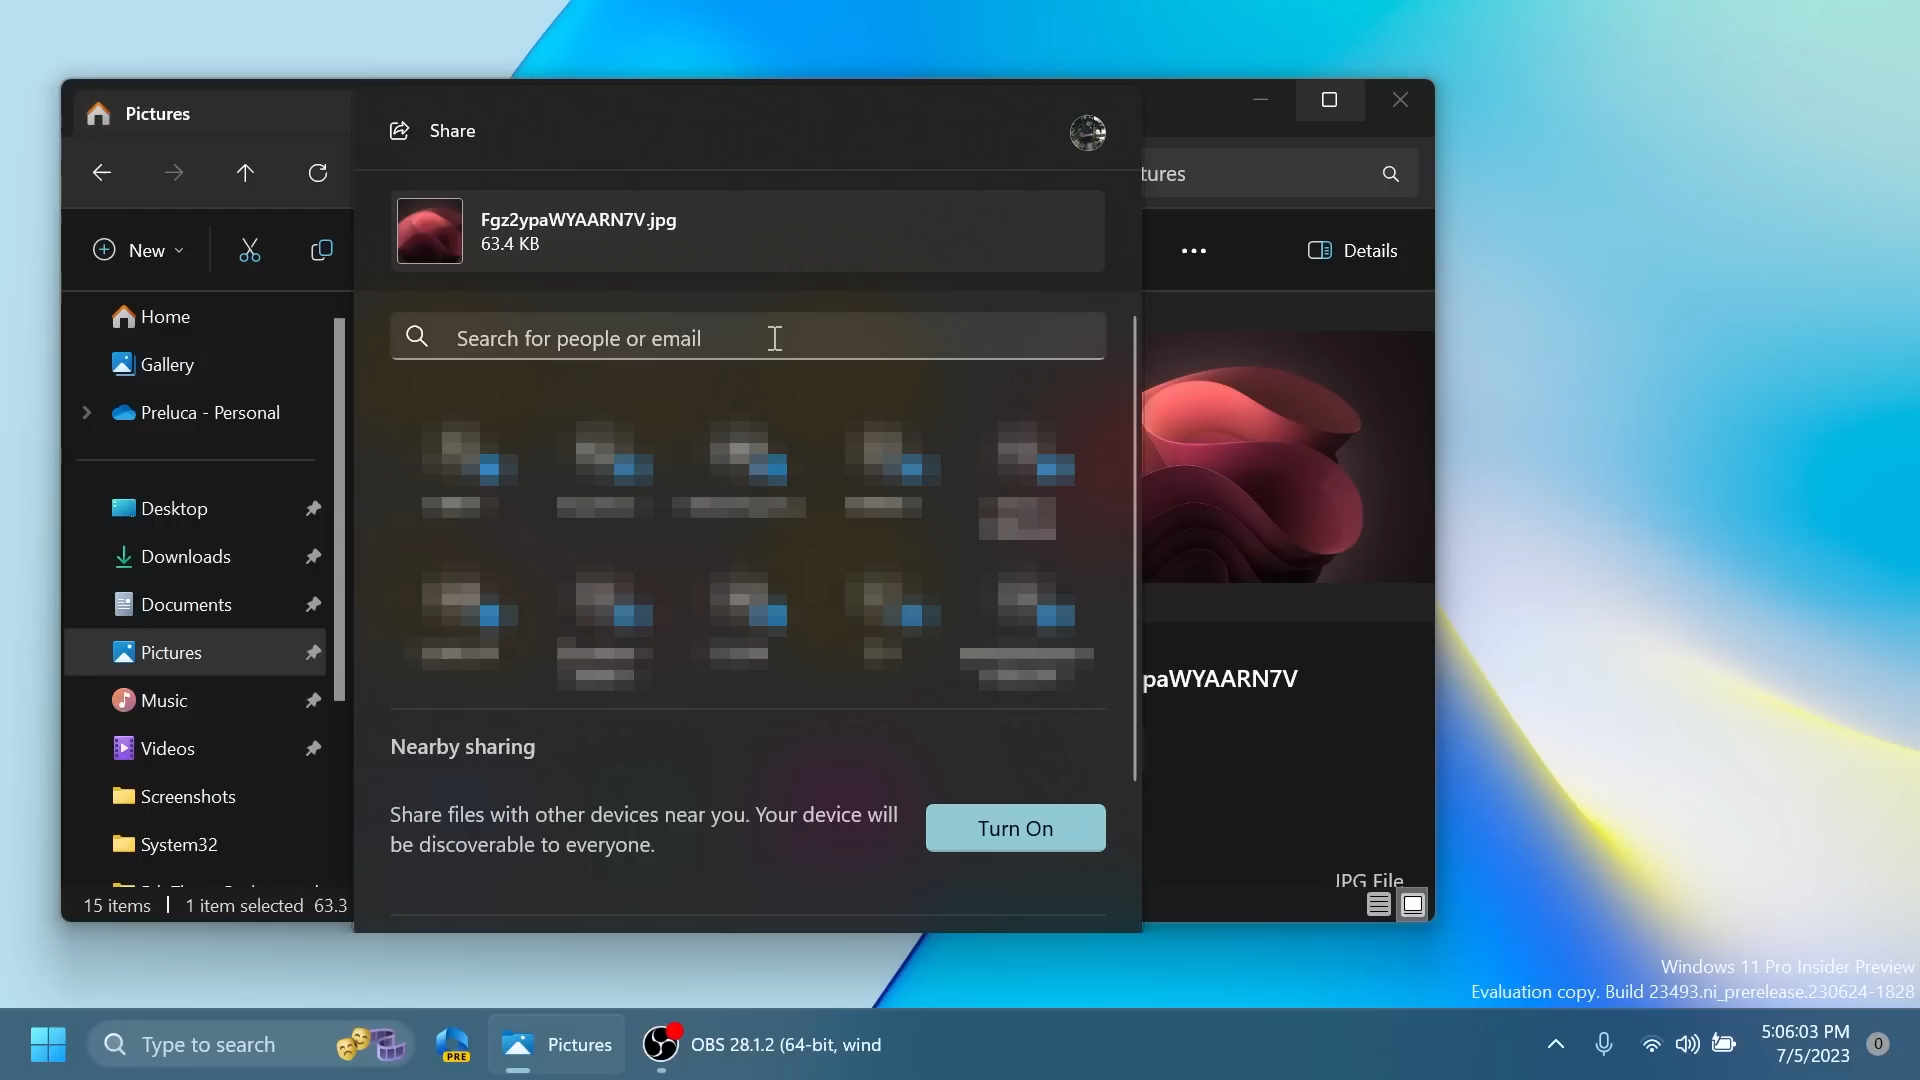 Pictures
Share
tures
Fgz2ypaWYAARN7V.jpg
63.4 KB
New
Details
Search for people or email
Home
Gallery
Preluca - Personal
Desktop
Downloads
Documents
Pictures
Music
Videos
Screenshots
System32
paWYAARN7V
Nearby sharing
Share files with other devices near you. Your device will
be discoverable to everyone.
Turn On
JPG File
15 items
1 item selected 63.3
Windows 11 Pro Insider Preview
Evaluation copy. Build 23493.ni_prerelease.230624-1828
Type to search
PRE
Pictures
OBS 28.1.2 (64-bit, wind
5:06:03 PM
7/5/2023
0